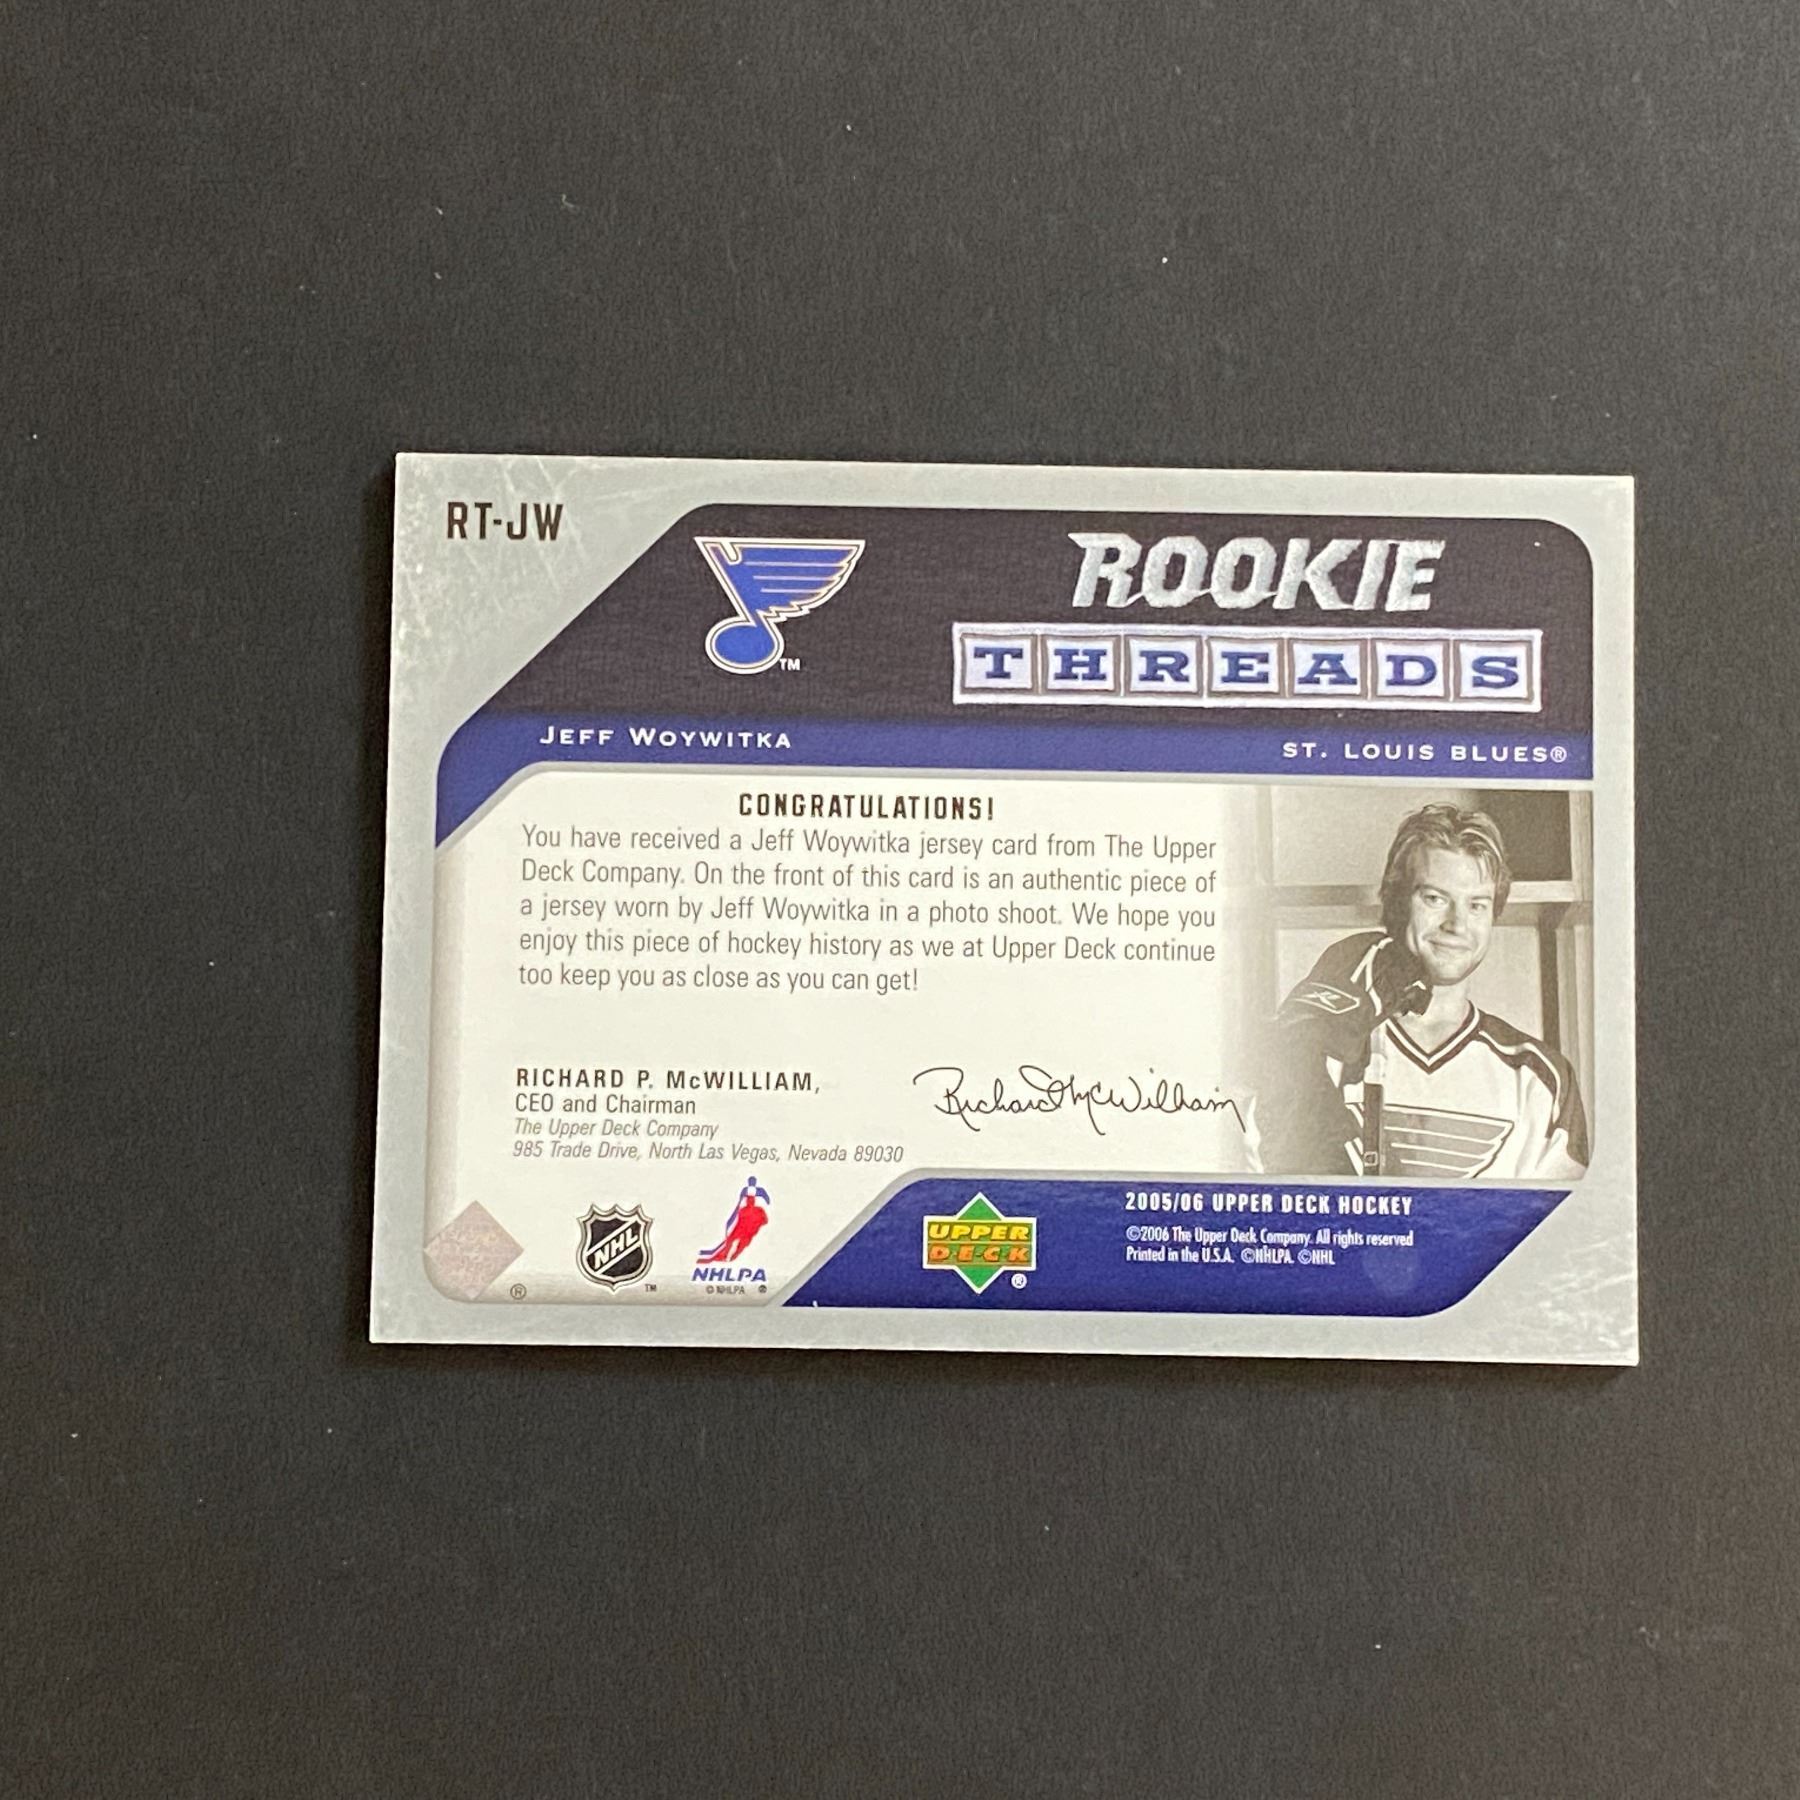 RT-JW
ROOKIE
THREADS
™
JEFF WOYWITKA
ST. LOUIS BLUES®
CONGRATULATIONS!
You have received a Jeff Woywitka jersey card from The Upper
Deck Company. On the front of this card is an authentic piece of
a jersey worn by Jeff Woywitka in a photo shoot. We hope you
enjoy this piece of hockey history as we at Upper Deck continue
too keep you as close as you can get!
RICHARD P. McWILLIAM,
CEO and Chairman
The Upper Deck Company
985 Trade Drive, North Las Vegas, Nevada 89030
Richard McWilliam
®
NHL
™
NHLPA
© NHLPA ®
UPPER
DECK
®
2005/06 UPPER DECK HOCKEY
©2006 The Upper Deck Company. All rights reserved
Printed in the U.S.A. ©NHLPA. ©NHL